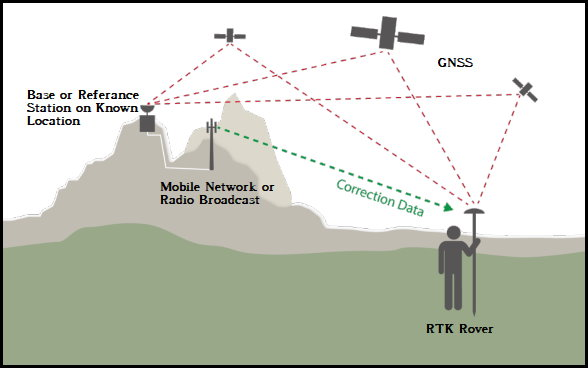 GNSS
Base or Referance
Station on Known
Location
Mobile Network or
Radio Broadcast
Correction Data
RTK Rover